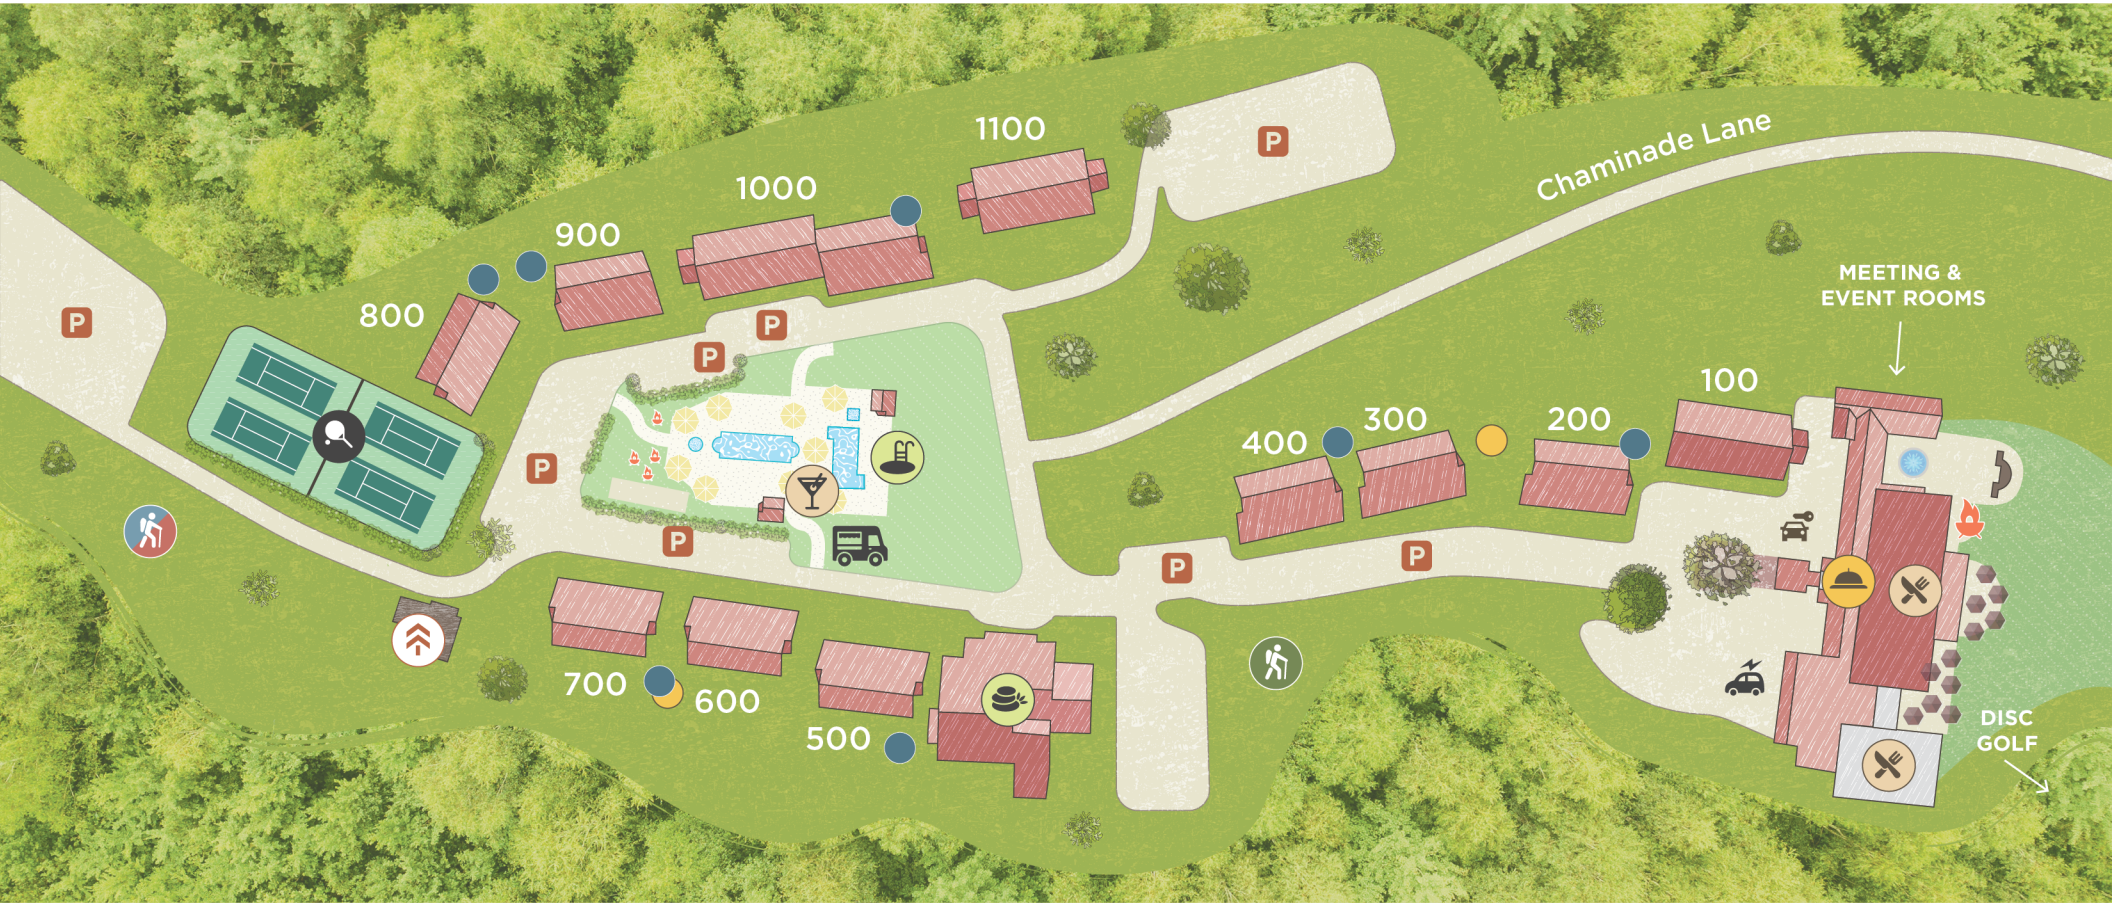 1100
Chaminade Lane
P
1000
900
800
P
P
P
MEETING &
EVENT ROOMS
100
200
300
400
P
P
P
P
700
600
500
DISC
GOLF